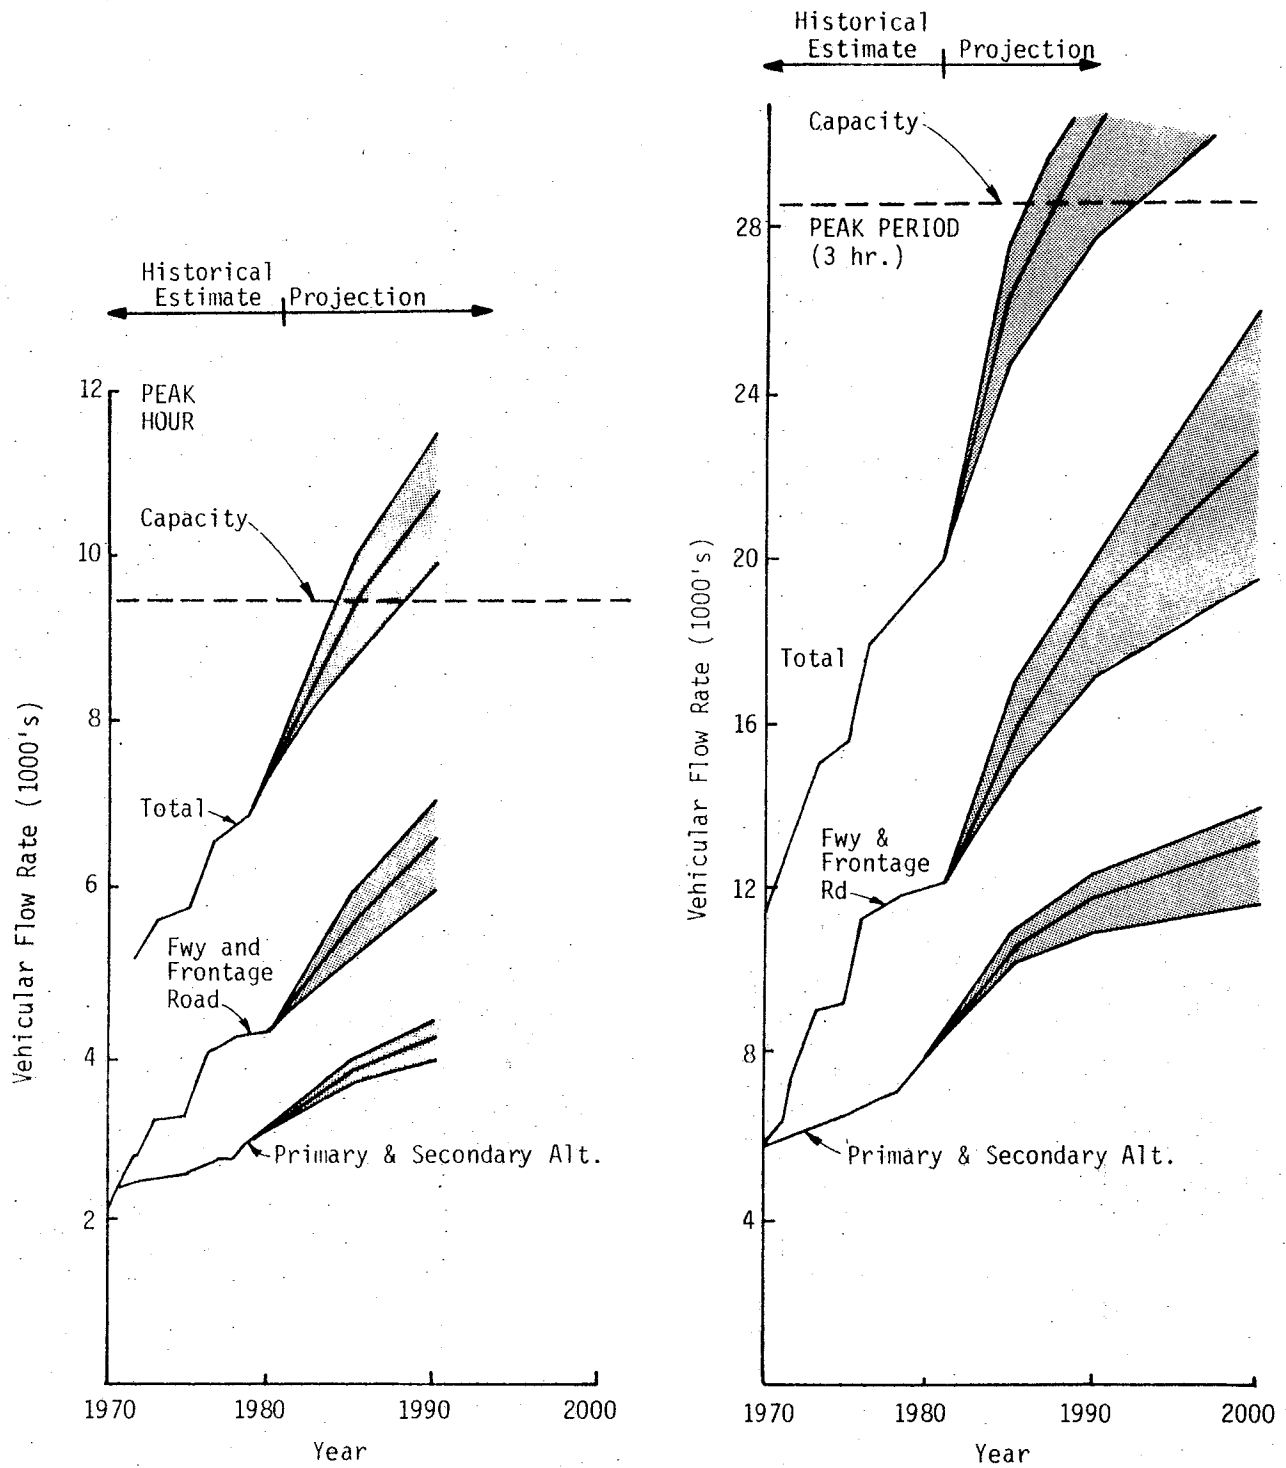 Historical
Estimate
Projection
PEAK
HOUR
Capacity
Total
Fwy and
Frontage
Road
Primary & Secondary Alt.
12
10
8
6
4
2
Vehicular Flow Rate (1000's)
1970
1980
1990
2000
Year
Historical
Estimate
Projection
Capacity
PEAK PERIOD
(3 hr.)
Total
Fwy &
Frontage
Rd
Primary & Secondary Alt.
28
24
20
16
12
8
4
Vehicular Flow Rate (1000's)
1970
1980
1990
2000
Year